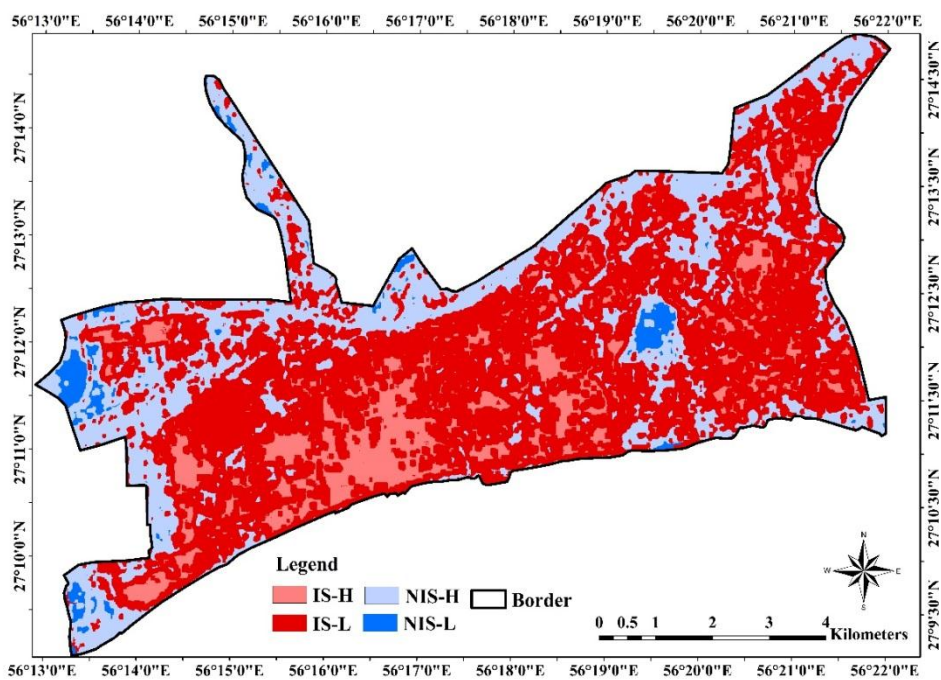 56°13'0"E 56°14'0"E 56°15'0"E 56°16'0"E 56°17'0"E 56°18'0"E 56°19'0"E 56°20'0"E 56°21'0"E 56°22'0"E
27°14'30"N
27°14'0"N
27°13'30"N
27°13'0"N
27°12'30"N
27°12'0"N
27°11'30"N
27°11'0"N
27°10'30"N
27°10'0"N
27°9'30"N
Legend
IS-H NIS-H Border
IS-L NIS-L
N
W E
S
0 0.5 1 2 3 4
Kilometers
56°13'0"E 56°14'0"E 56°15'0"E 56°16'0"E 56°17'0"E 56°18'0"E 56°19'0"E 56°20'0"E 56°21'0"E 56°22'0"E